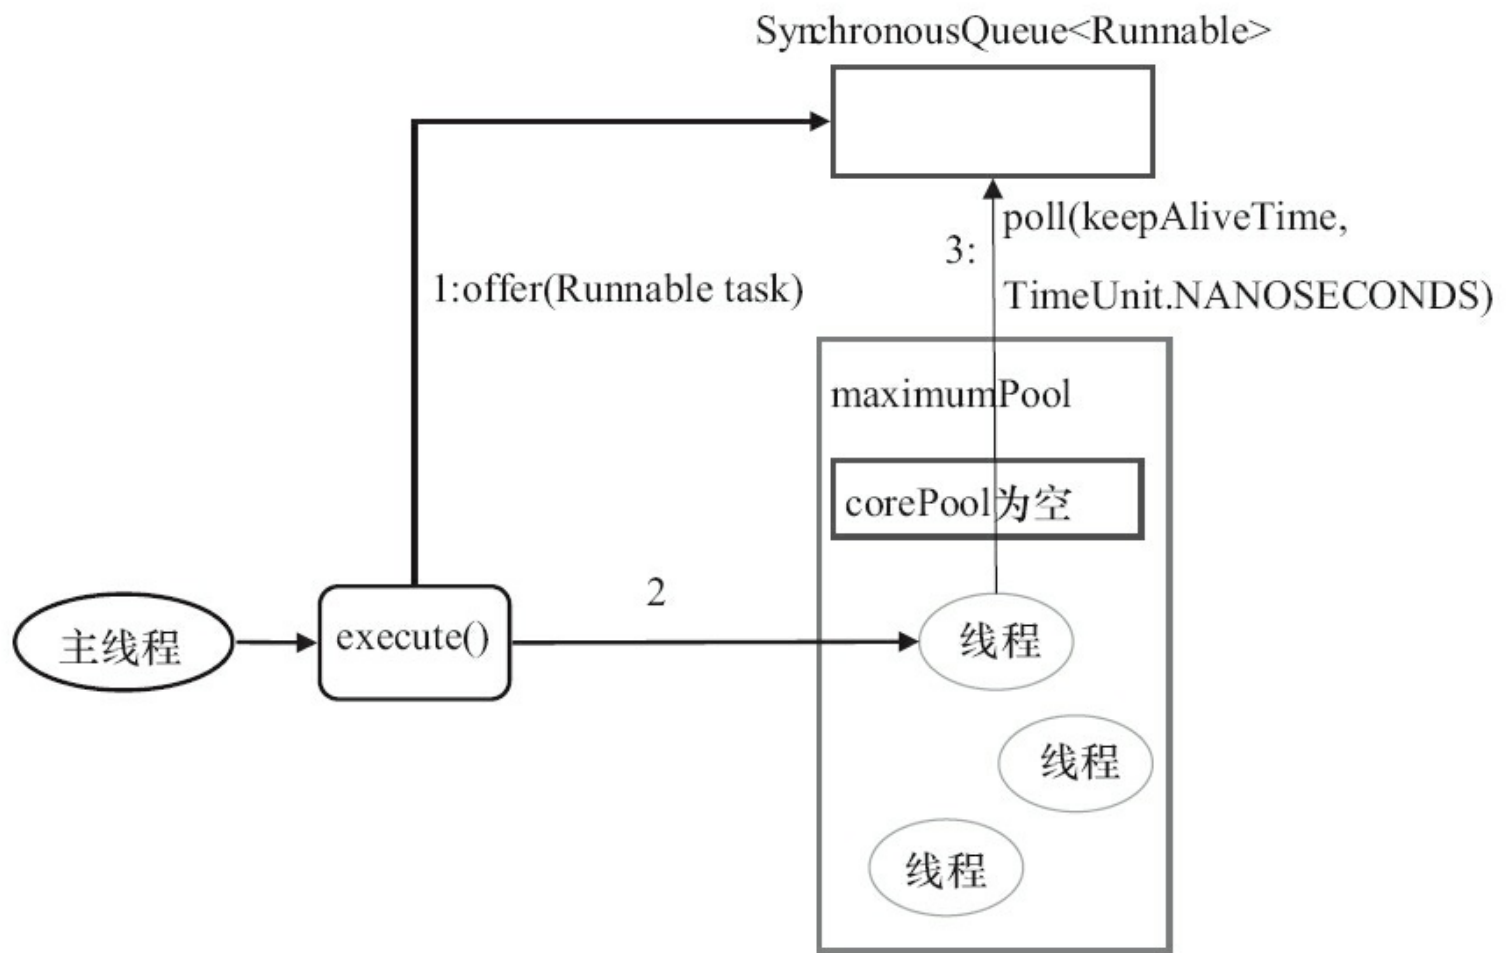 SynchronousQueue<Runnable>
poll(keepAliveTime,
3:
1:offer(Runnable task)
TimeUnit.NANOSECONDS)
maximumPool
corePool为空
2
主线程
execute()
线程
线程
线程